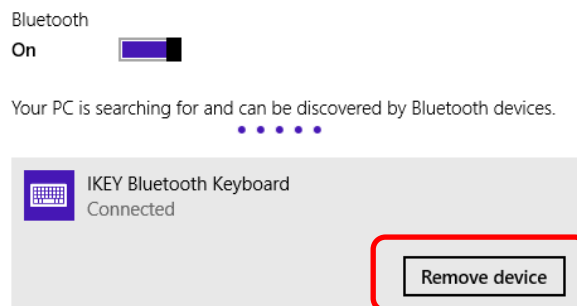 Bluetooth
On
Your PC is searching for and can be discovered by Bluetooth devices.
IKEY Bluetooth Keyboard
Connected
Remove device